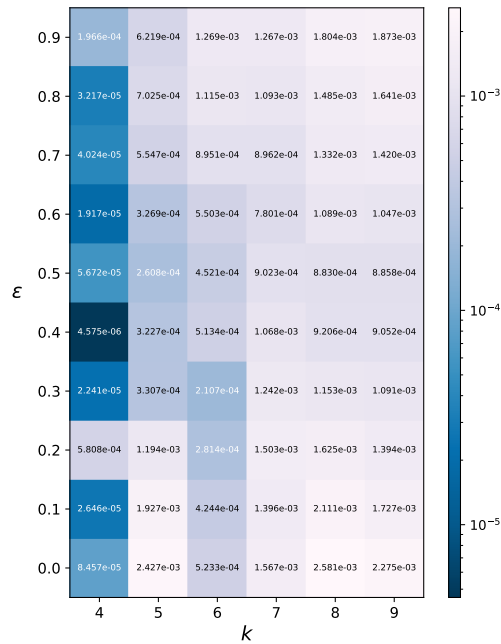 0.9 1.966e-04 6.219e-04 1.269e-03 1.267e-03 1.804e-03 1.873e-03
0.8 3.217e-05 7.025e-04 1.115e-03 1.093e-03 1.485e-03 1.641e-03
0.7 4.024e-05 5.547e-04 8.951e-04 8.962e-04 1.332e-03 1.420e-03
0.6 1.917e-05 3.269e-04 5.503e-04 7.801e-04 1.089e-03 1.047e-03
0.5 5.672e-05 2.608e-04 4.521e-04 9.023e-04 8.830e-04 8.858e-04
ε
0.4 4.575e-06 3.227e-04 5.134e-04 1.068e-03 9.206e-04 9.052e-04
0.3 2.241e-05 3.307e-04 2.107e-04 1.242e-03 1.153e-03 1.091e-03
0.2 5.808e-04 1.194e-03 2.814e-04 1.503e-03 1.625e-03 1.394e-03
0.1 2.646e-05 1.927e-03 4.244e-04 1.396e-03 2.111e-03 1.727e-03
0.0 8.457e-05 2.427e-03 5.233e-04 1.567e-03 2.581e-03 2.275e-03
4 5 6 7 8 9
k
10⁻³
10⁻⁴
10⁻⁵